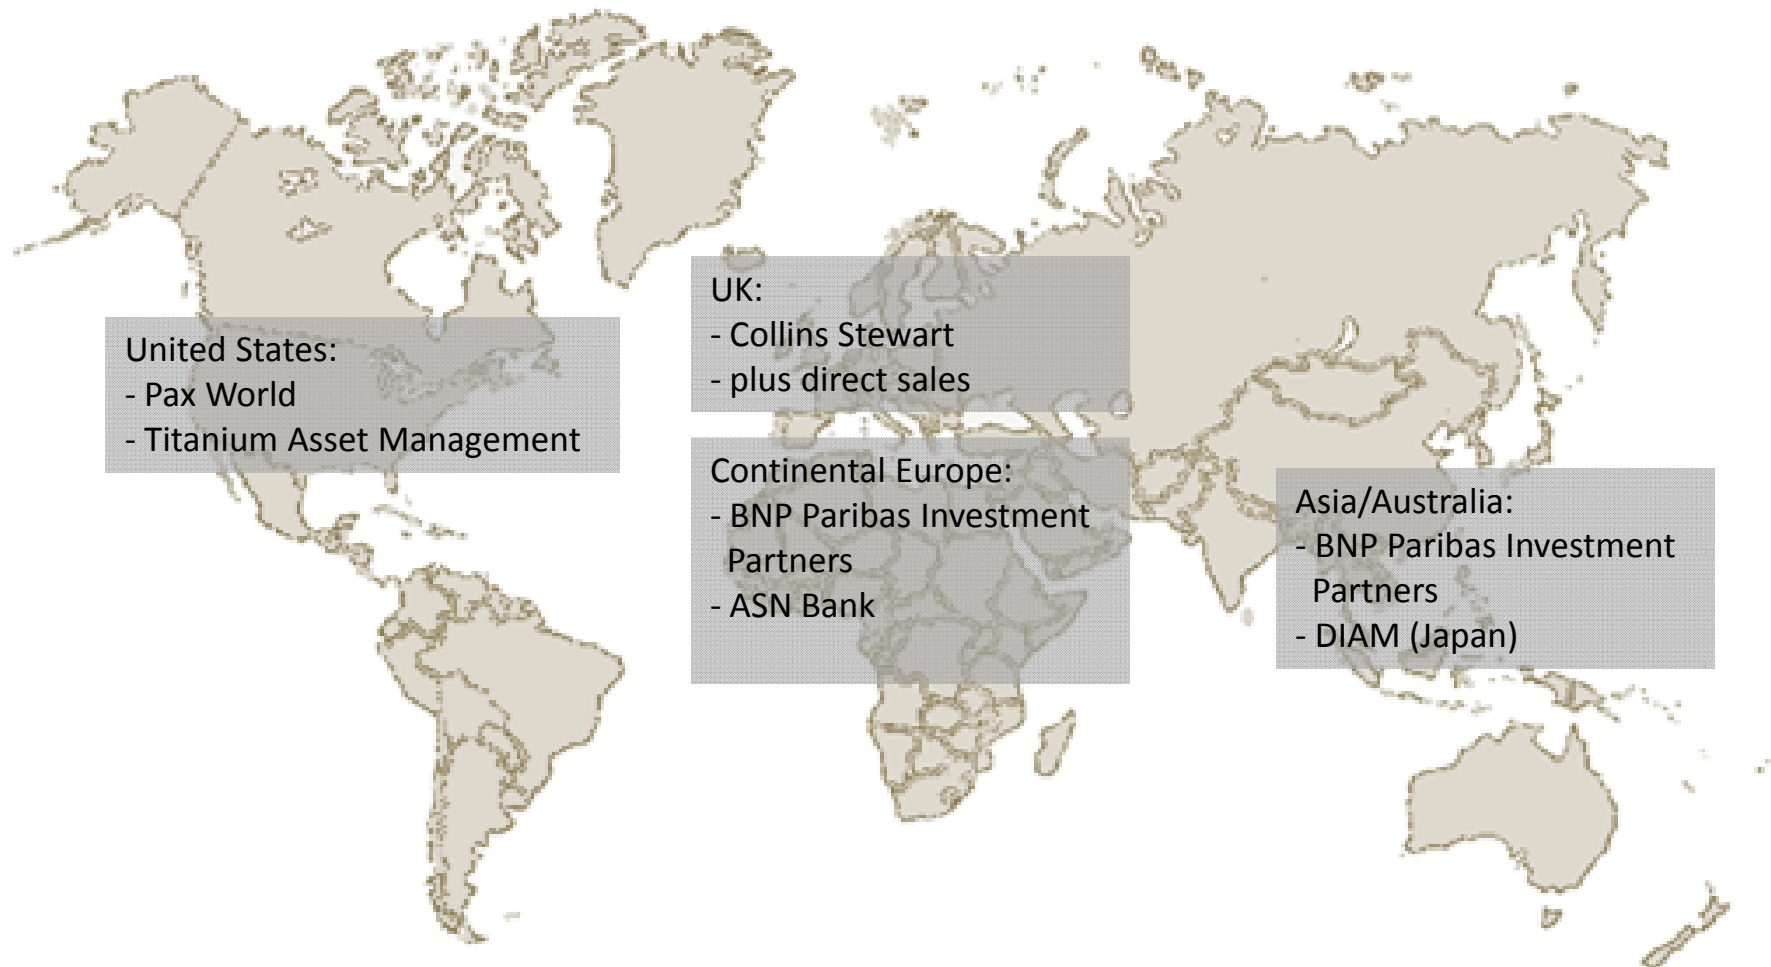 United States:
- Pax World
- Titanium Asset Management
UK:
- Collins Stewart
- plus direct sales
Continental Europe:
- BNP Paribas Investment
Partners
- ASN Bank
Asia/Australia:
- BNP Paribas Investment
Partners
- DIAM (Japan)